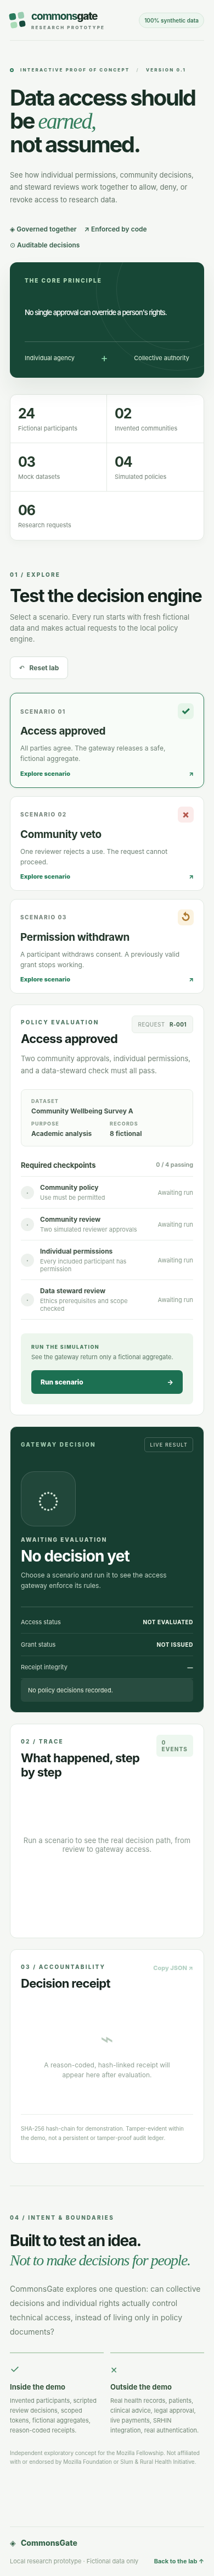 commonsgate
RESEARCH PROTOTYPE
100% synthetic data
INTERACTIVE PROOF OF CONCEPT / VERSION 0.1
Data access should
be earned,
not assumed.
See how individual permissions, community decisions,
and steward reviews work together to allow, deny, or
revoke access to research data.
◈ Governed together ↗ Enforced by code
⊙ Auditable decisions
THE CORE PRINCIPLE
No single approval can override a person's rights.
Individual agency + Collective authority
24
Fictional participants
02
Invented communities
03
Mock datasets
04
Simulated policies
06
Research requests
01 / EXPLORE
Test the decision engine
Select a scenario. Every run starts with fresh fictional
data and makes actual requests to the local policy
engine.
↶ Reset lab
SCENARIO 01
Access approved
All parties agree. The gateway releases a safe,
fictional aggregate.
Explore scenario ↗
SCENARIO 02
Community veto
One reviewer rejects a use. The request cannot
proceed.
Explore scenario ↗
SCENARIO 03
Permission withdrawn
A participant withdraws consent. A previously valid
grant stops working.
Explore scenario ↗
POLICY EVALUATION
REQUEST R-001
Access approved
Two community approvals, individual permissions,
and a data-steward check must all pass.
DATASET
Community Wellbeing Survey A
PURPOSE RECORDS
Academic analysis 8 fictional
Required checkpoints 0 / 4 passing
Community policy
Use must be permitted
Awaiting run
Community review
Two simulated reviewer approvals
Awaiting run
Individual permissions
Every included participant has
permission
Awaiting run
Data steward review
Ethics prerequisites and scope
checked
Awaiting run
RUN THE SIMULATION
See the gateway return only a fictional aggregate.
Run scenario →
GATEWAY DECISION LIVE RESULT
AWAITING EVALUATION
No decision yet
Choose a scenario and run it to see the access
gateway enforce its rules.
Access status NOT EVALUATED
Grant status NOT ISSUED
Receipt integrity —
No policy decisions recorded.
02 / TRACE
0
EVENTS
What happened, step
by step
Run a scenario to see the real decision path, from
review to gateway access.
03 / ACCOUNTABILITY
Copy JSON ↗
Decision receipt
A reason-coded, hash-linked receipt will
appear here after evaluation.
SHA-256 hash-chain for demonstration. Tamper-evident within
the demo, not a persistent or tamper-proof audit ledger.
04 / INTENT & BOUNDARIES
Built to test an idea.
Not to make decisions for people.
CommonsGate explores one question: can collective
decisions and individual rights actually control
technical access, instead of living only in policy
documents?
✓
Inside the demo
Invented participants, scripted
review decisions, scoped
tokens, fictional aggregates,
reason-coded receipts.
×
Outside the demo
Real health records, patients,
clinical advice, legal approval,
live payments, SRHIN
integration, real authentication.
Independent exploratory concept for the Mozilla Fellowship. Not affiliated
with or endorsed by Mozilla Foundation or Slum & Rural Health Initiative.
◈ CommonsGate
Local research prototype · Fictional data only Back to the lab ↑